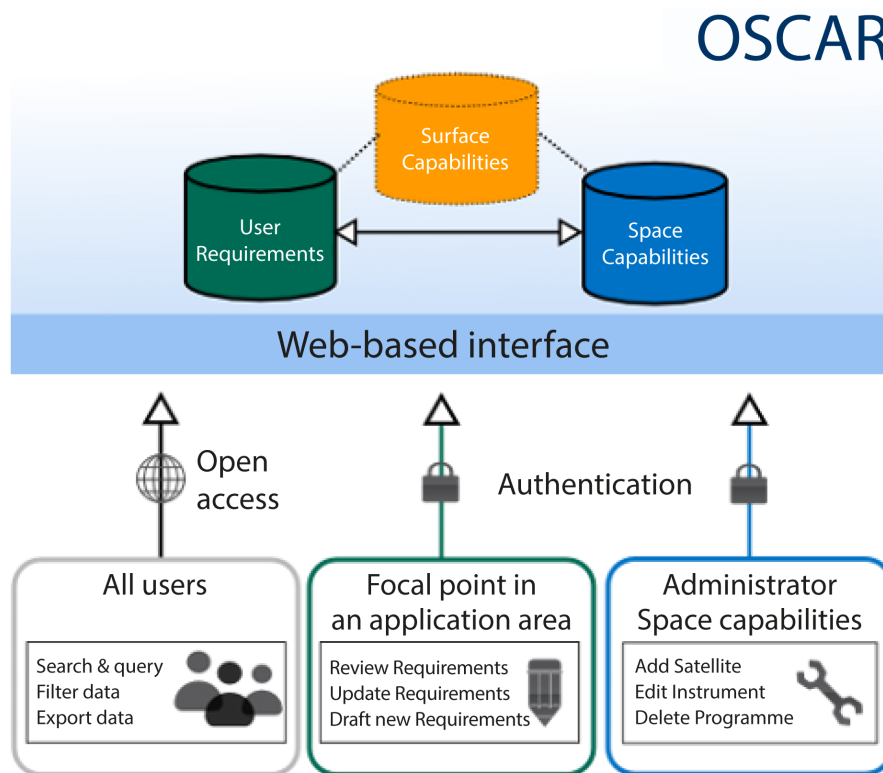 OSCAR
Surface
Capabilities
User
Requirements
Space
Capabilities
Web-based interface
Open
access
Authentication
All users
Search & query
Filter data
Export data
Focal point in
an application area
Review Requirements
Update Requirements
Draft new Requirements
Administrator
Space capabilities
Add Satellite
Edit Instrument
Delete Programme